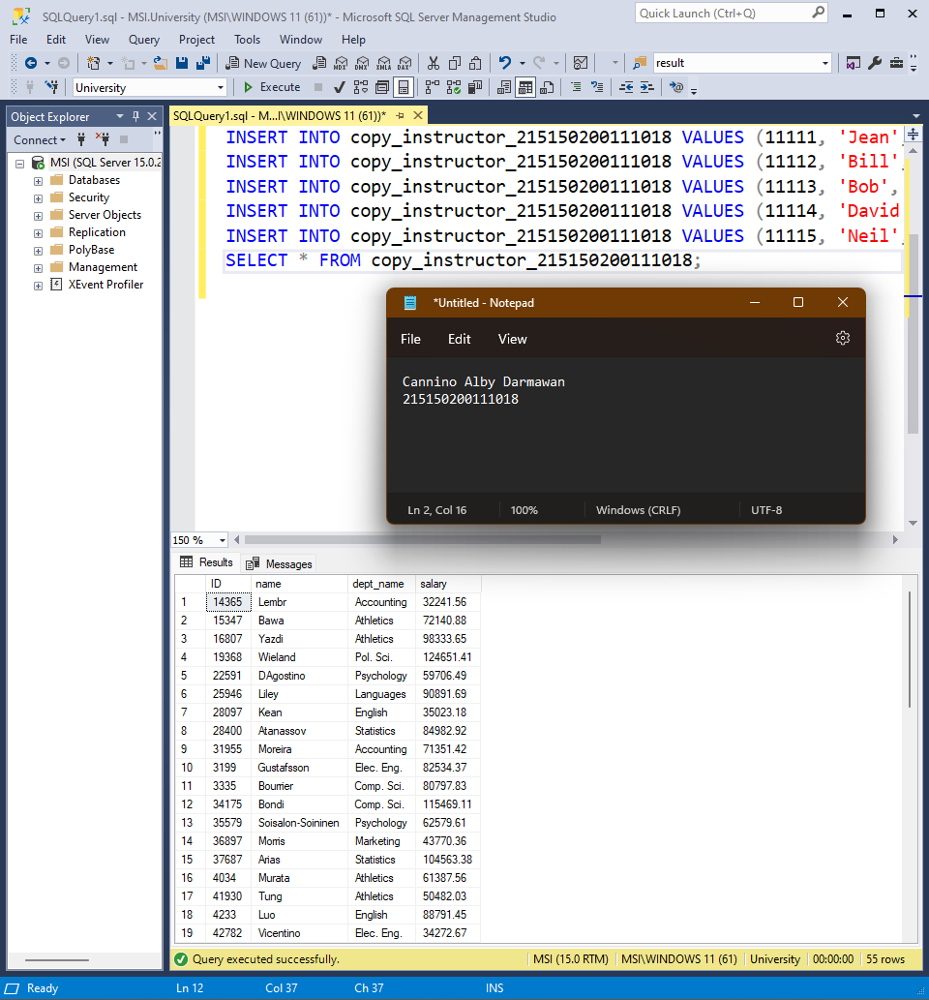 SQLQuery1.sql - MSI.University (MSI\WINDOWS 11 (61))* - Microsoft SQL Server Management Studio
Quick Launch (Ctrl+Q)
File Edit View Query Project Tools Window Help
New Query
MDX DMX XMLA DAX
result
University
Execute
Object Explorer
Connect
MSI (SQL Server 15.0.2
Databases
Security
Server Objects
Replication
PolyBase
Management
XEvent Profiler
SQLQuery1.sql - M...I\WINDOWS 11 (61))*
INSERT INTO copy_instructor_215150200111018 VALUES (11111, 'Jean'
INSERT INTO copy_instructor_215150200111018 VALUES (11112, 'Bill'
INSERT INTO copy_instructor_215150200111018 VALUES (11113, 'Bob',
INSERT INTO copy_instructor_215150200111018 VALUES (11114, 'David
INSERT INTO copy_instructor_215150200111018 VALUES (11115, 'Neil'
SELECT * FROM copy_instructor_215150200111018;
*Untitled - Notepad
File Edit View
Cannino Alby Darmawan
215150200111018
Ln 2, Col 16 100% Windows (CRLF) UTF-8
150 %
Results Messages
ID name dept_name salary
1 14365 Lembr Accounting 32241.56
2 15347 Bawa Athletics 72140.88
3 16807 Yazdi Athletics 98333.65
4 19368 Wieland Pol. Sci. 124651.41
5 22591 DAgostino Psychology 59706.49
6 25946 Liley Languages 90891.69
7 28097 Kean English 35023.18
8 28400 Atanassov Statistics 84982.92
9 31955 Moreira Accounting 71351.42
10 3199 Gustafsson Elec. Eng. 82534.37
11 3335 Bourrier Comp. Sci. 80797.83
12 34175 Bondi Comp. Sci. 115469.11
13 35579 Soisalon-Soininen Psychology 62579.61
14 36897 Morris Marketing 43770.36
15 37687 Arias Statistics 104563.38
16 4034 Murata Athletics 61387.56
17 41930 Tung Athletics 50482.03
18 4233 Luo English 88791.45
19 42782 Vicentino Elec. Eng. 34272.67
Query executed successfully. MSI (15.0 RTM) MSI\WINDOWS 11 (61) University 00:00:00 55 rows
Ready Ln 12 Col 37 Ch 37 INS